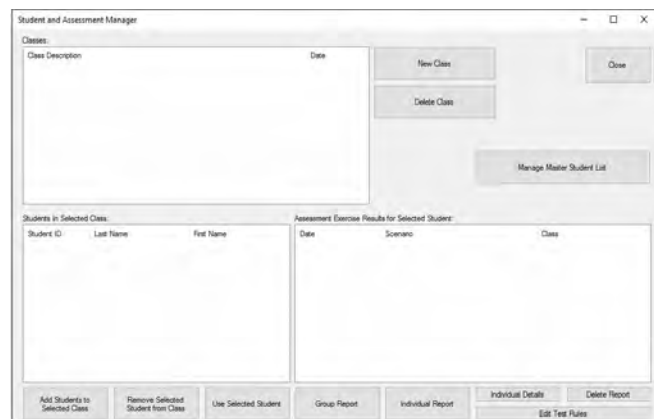 Student and Assessment Manager
Classes:
Class Description Date
New Class
Close
Delete Class
Manage Master Student List
Students in Selected Class:
Assessment Exercise Results for Selected Student:
Student ID Last Name First Name
Date Scenario Class
Add Students to
Selected Class
Remove Selected
Student from Class
Use Selected Student
Group Report
Individual Report
Individual Details
Delete Report
Edit Test Rules